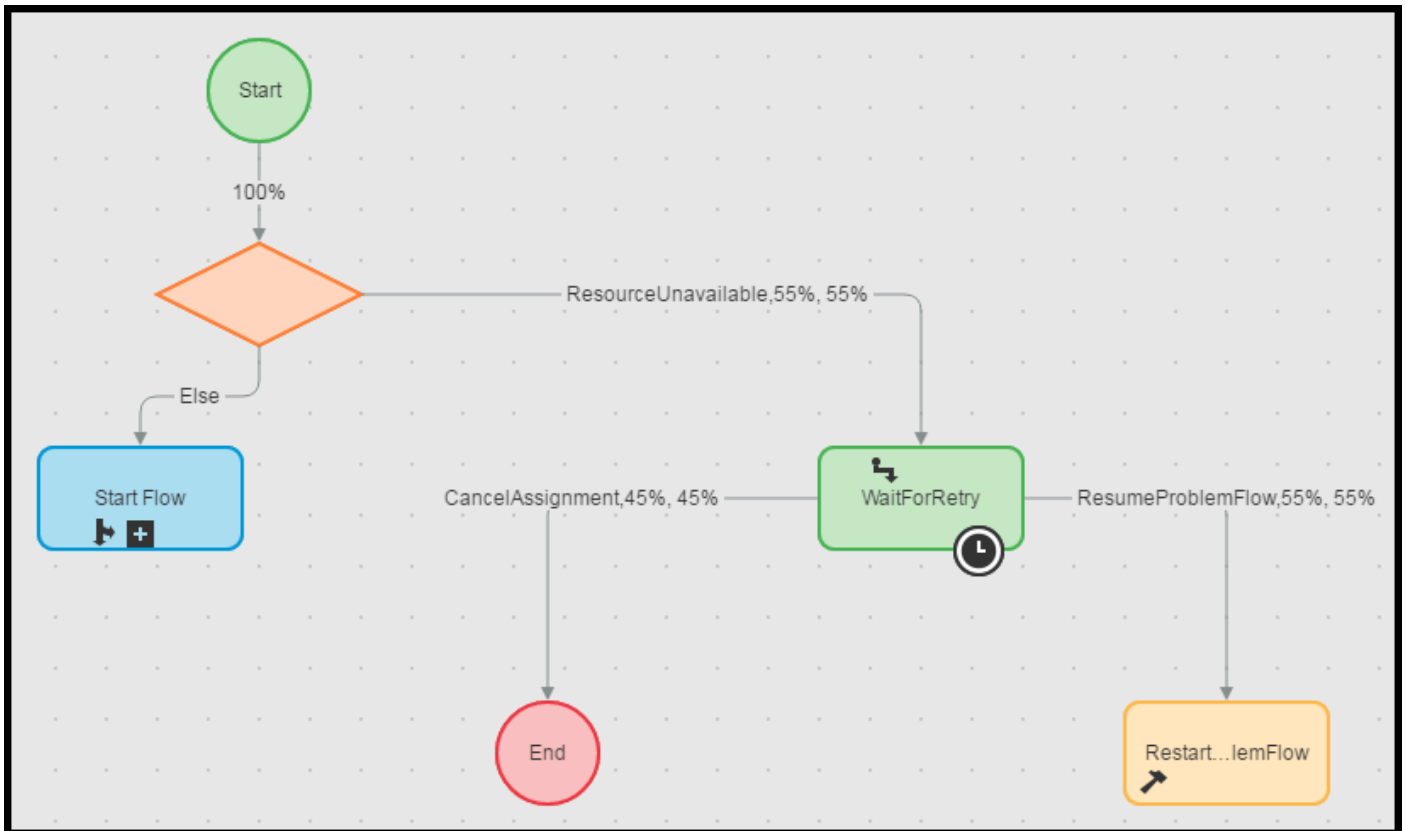 Start
100%
ResourceUnavailable,55%, 55%
Else
Start Flow
CancelAssignment,45%, 45%
WaitForRetry
ResumeProblemFlow,55%, 55%
End
Restart...lemFlow